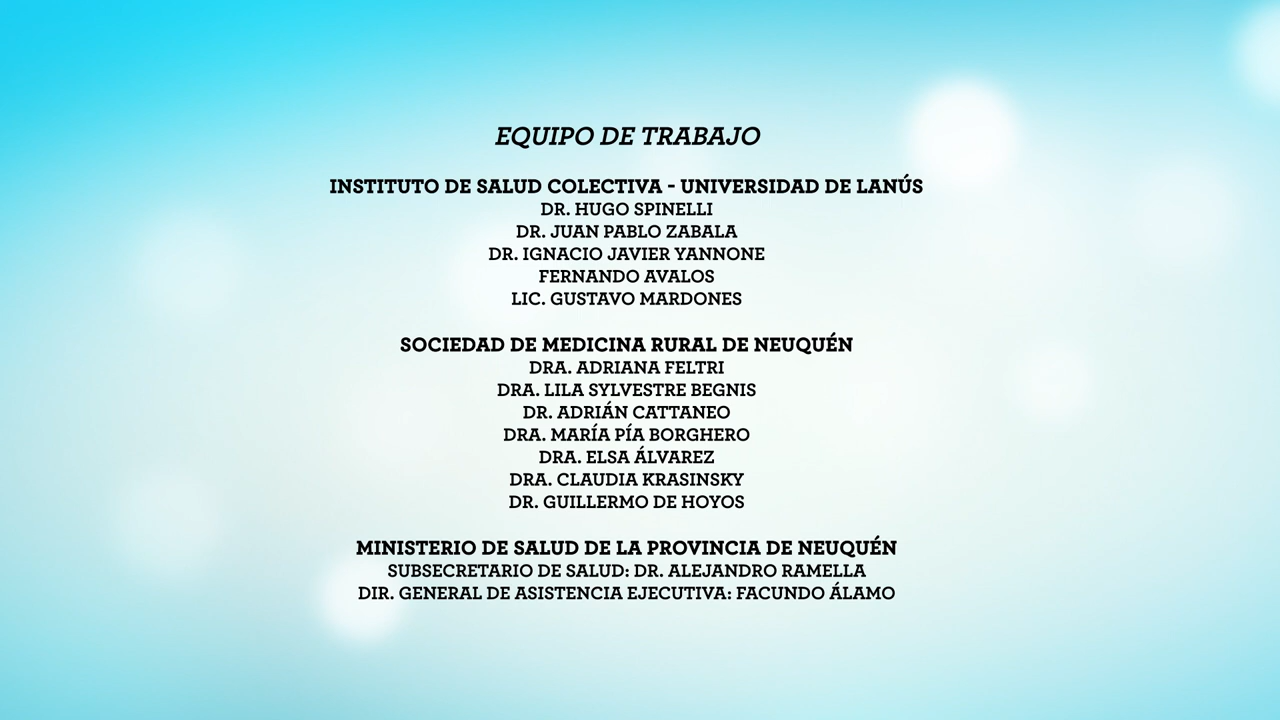 EQUIPO DE TRABAJO
INSTITUTO DE SALUD COLECTIVA - UNIVERSIDAD DE LANÚS
DR. HUGO SPINELLI
DR. JUAN PABLO ZABALA
DR. IGNACIO JAVIER YANNONE
FERNANDO AVALOS
LIC. GUSTAVO MARDONES
SOCIEDAD DE MEDICINA RURAL DE NEUQUÉN
DRA. ADRIANA FELTRI
DRA. LILA SYLVESTRE BEGNIS
DR. ADRIÁN CATTANEO
DRA. MARÍA PÍA BORGHERO
DRA. ELSA ÁLVAREZ
DRA. CLAUDIA KRASINSKY
DR. GUILLERMO DE HOYOS
MINISTERIO DE SALUD DE LA PROVINCIA DE NEUQUÉN
SUBSECRETARIO DE SALUD: DR. ALEJANDRO RAMELLA
DIR. GENERAL DE ASISTENCIA EJECUTIVA: FACUNDO ÁLAMO